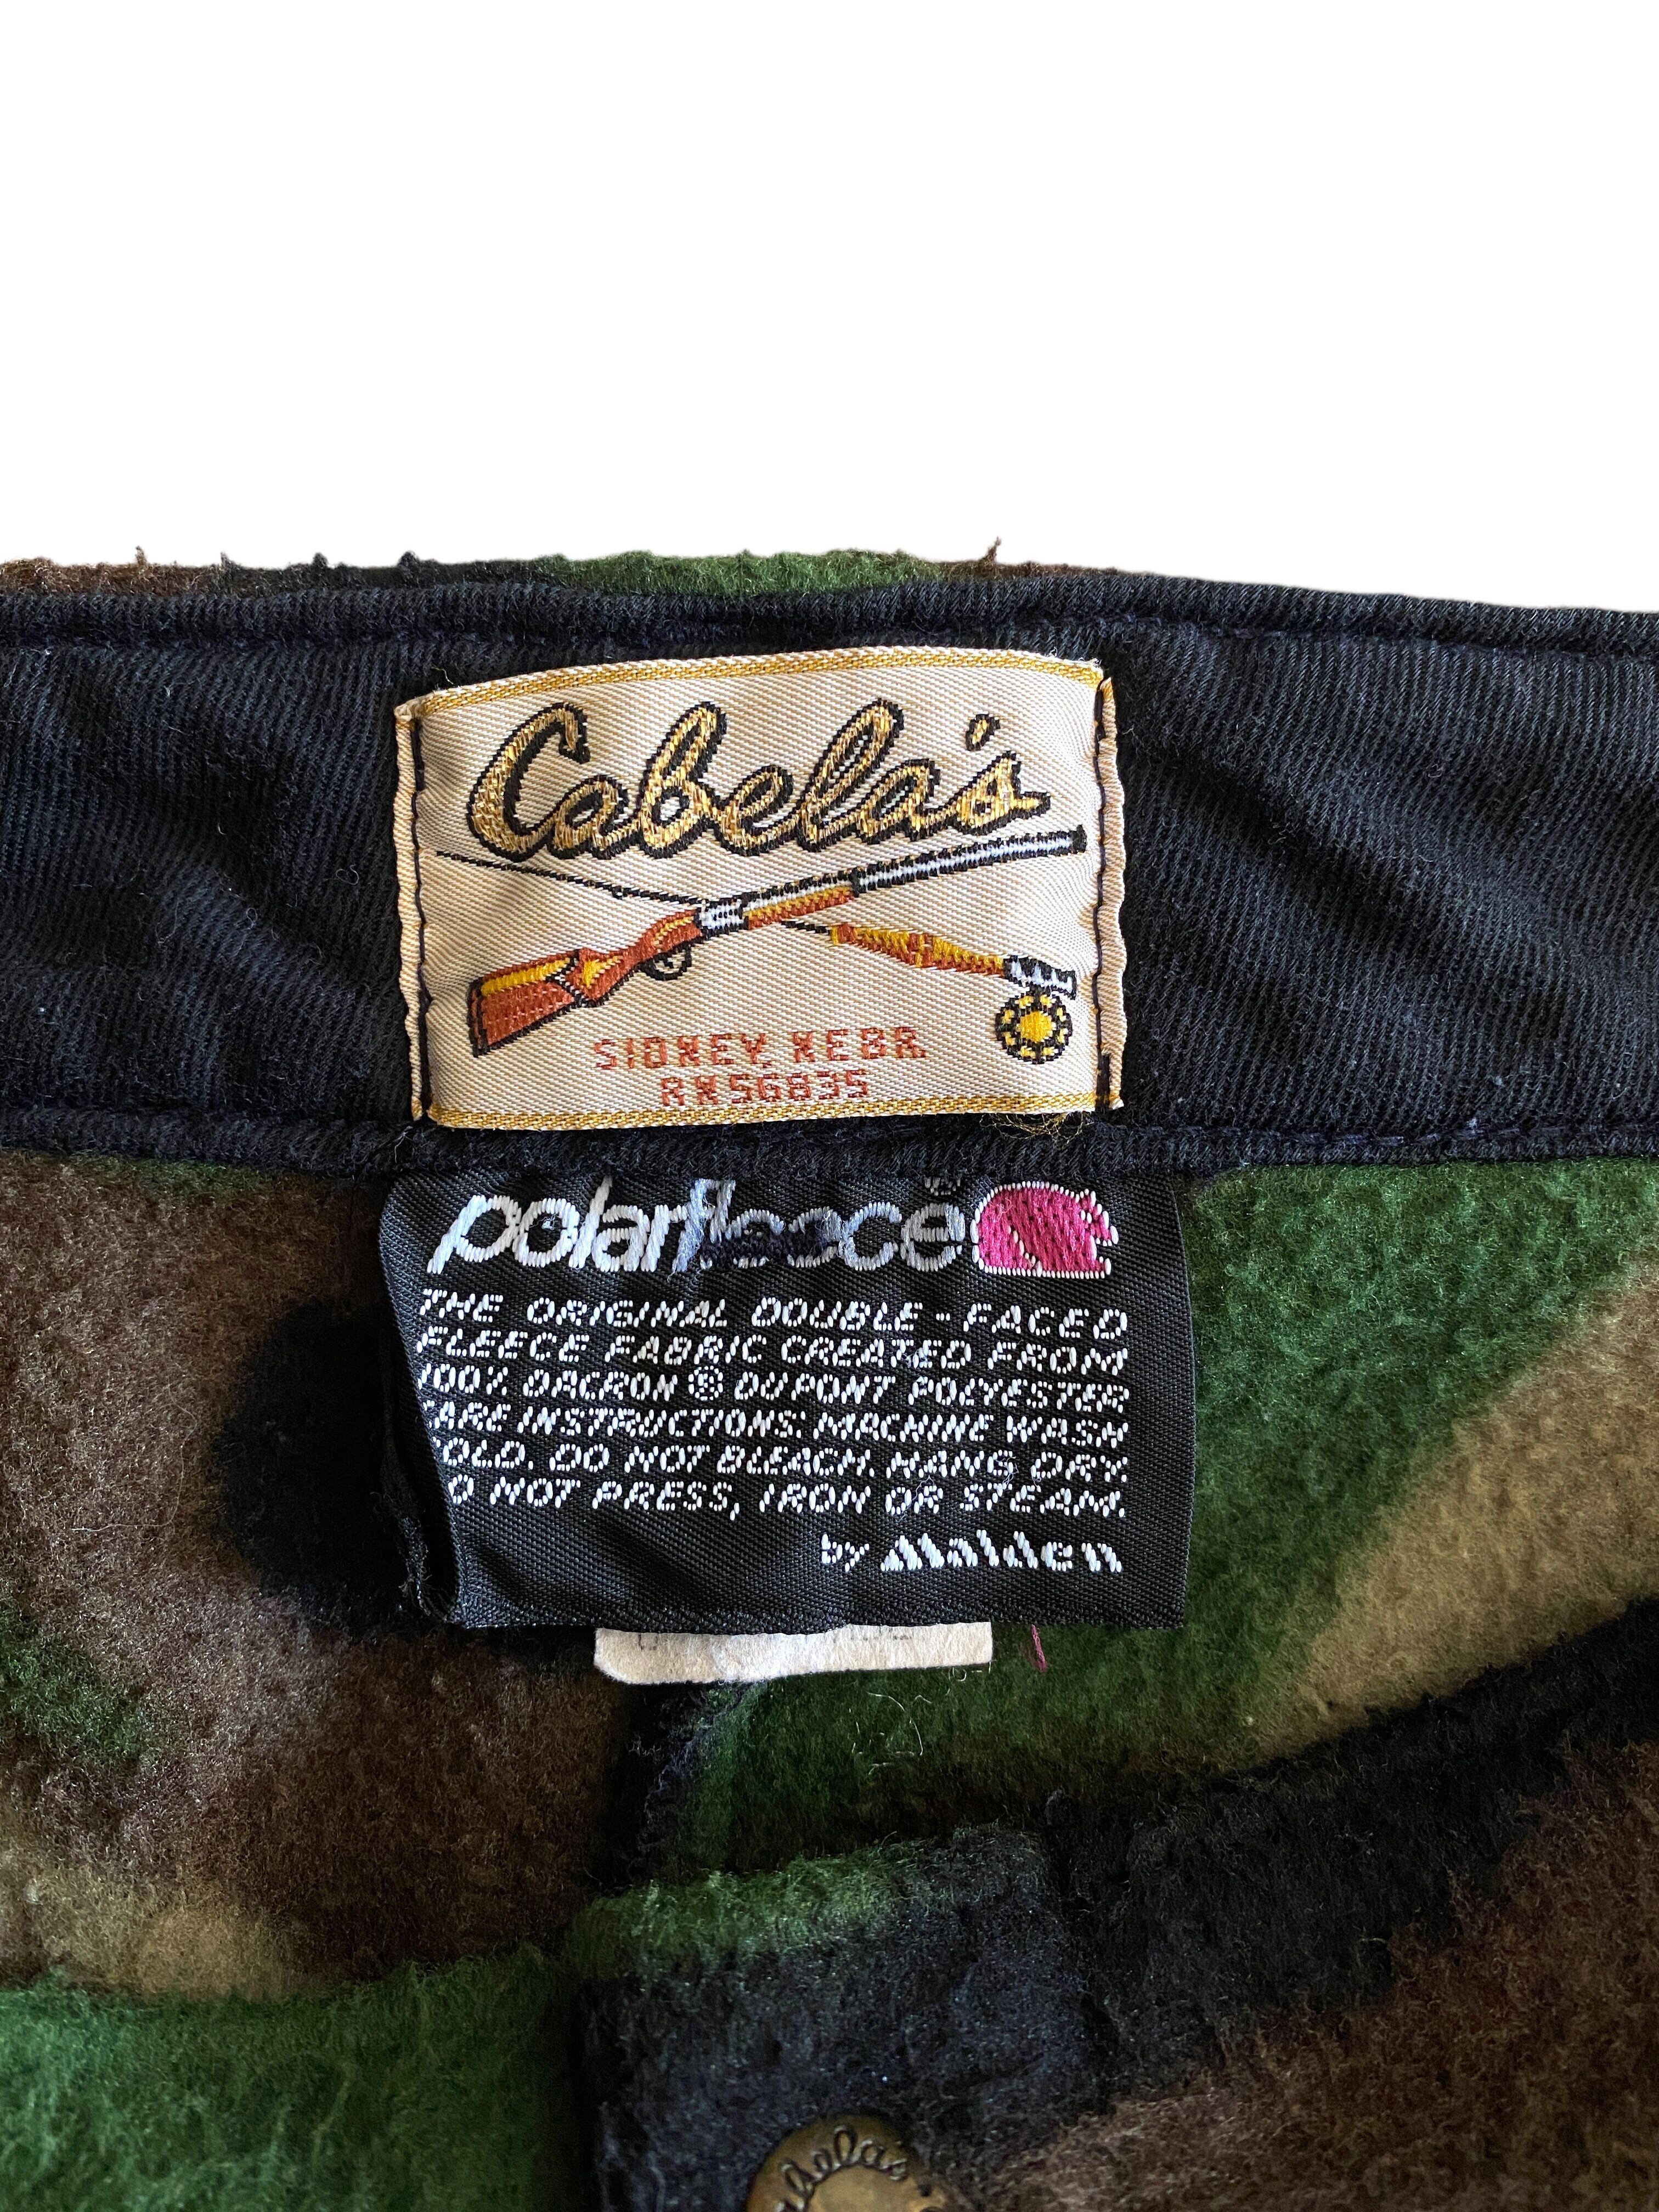 Cabela's
SIDNEY, NEBR.
RN56835
polarfleece®
THE ORIGINAL DOUBLE-FACED
FLEECE FABRIC CREATED FROM
100% DACRON ® DUPONT POLYESTER
CARE INSTRUCTIONS: MACHINE WASH
COLD. DO NOT BLEACH. HANG DRY.
DO NOT PRESS, IRON OR STEAM.
by Malden
Cabela's